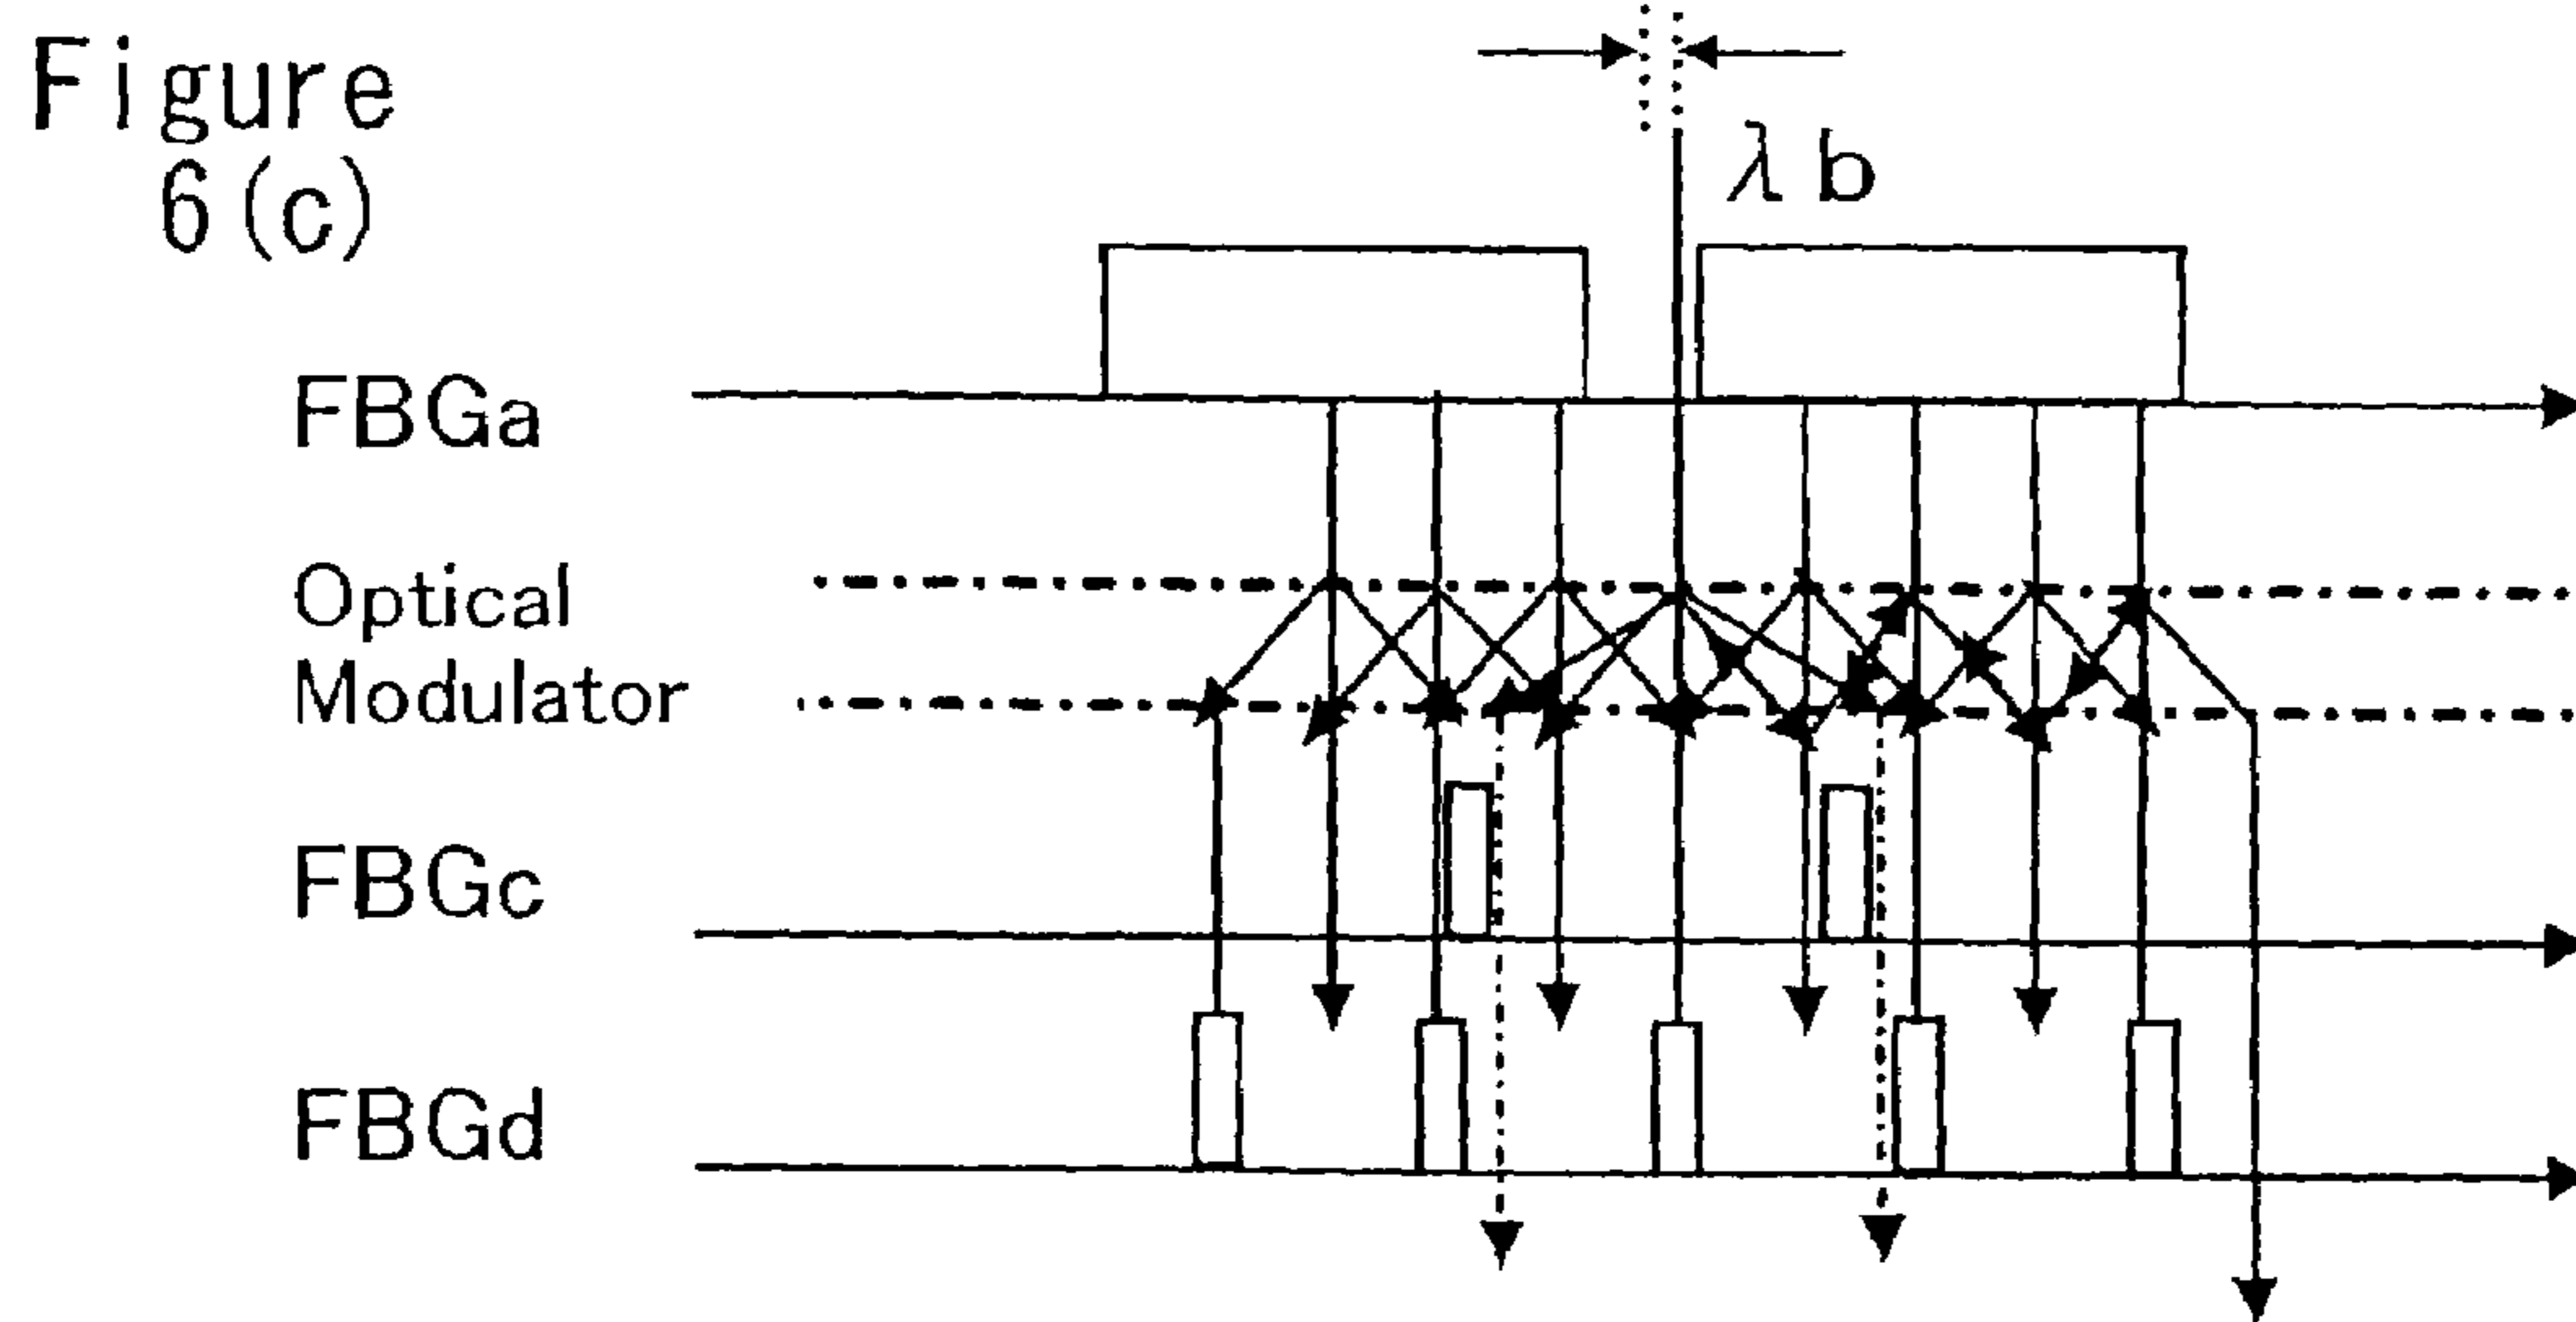 Figure
6(c)
λb
FBGa
Optical
Modulator
FBGc
FBGd